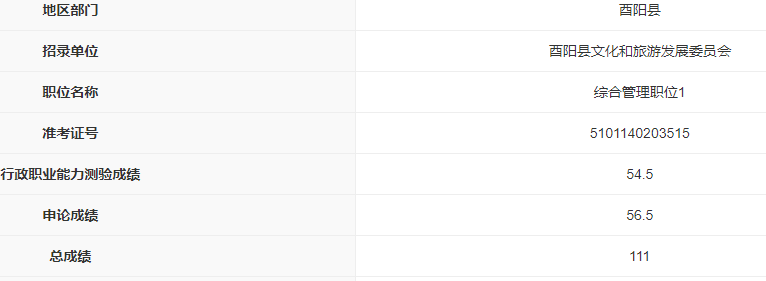 地区部门 酉阳县
招录单位 酉阳县文化和旅游发展委员会
职位名称 综合管理职位1
准考证号 5101140203515
行政职业能力测验成绩 54.5
申论成绩 56.5
总成绩 111